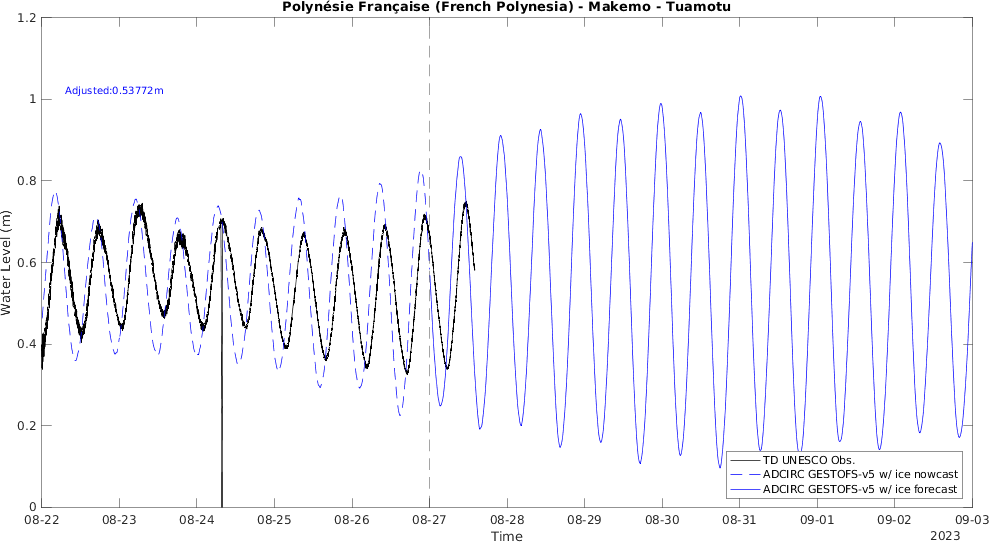 Polynésie Française (French Polynesia) - Makemo - Tuamotu
1.2
1
0.8
0.6
0.4
0.2
0
Water Level (m)
Adjusted:0.53772m
TD UNESCO Obs.
ADCIRC GESTOFS-v5 w/ ice nowcast
ADCIRC GESTOFS-v5 w/ ice forecast
08-22 08-23 08-24 08-25 08-26 08-27 08-28 08-29 08-30 08-31 09-01 09-02 09-03
Time
2023